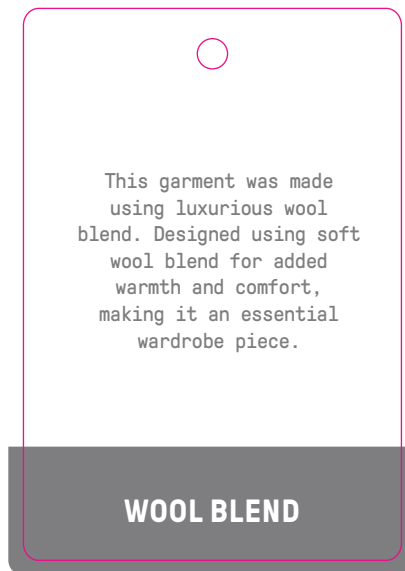 This garment was made
using luxurious wool
blend. Designed using soft
wool blend for added
warmth and comfort,
making it an essential
wardrobe piece.
WOOL BLEND